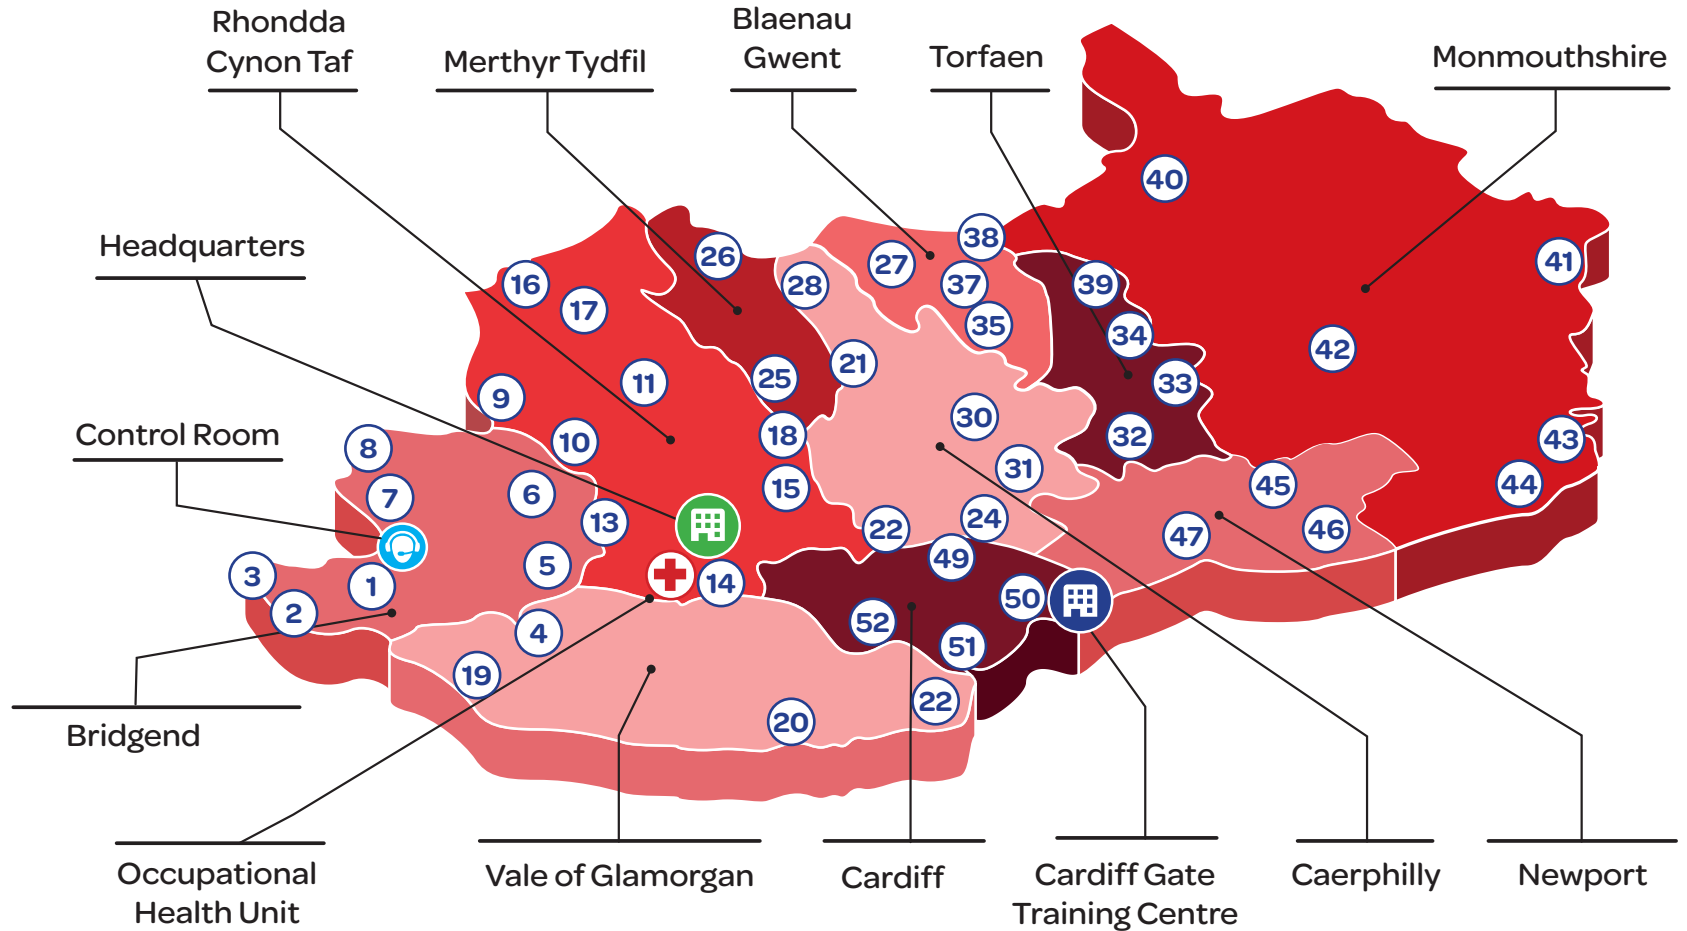 Rhondda
Cynon Taf
Merthyr Tydfil
Blaenau
Gwent
Torfaen
Monmouthshire
Headquarters
Control Room
Bridgend
Occupational
Health Unit
Vale of Glamorgan
Cardiff
Cardiff Gate
Training Centre
Caerphilly
Newport
40
38
26
27
41
16
28
37
39
17
35
34
42
21
25
11
33
9
30
18
32
43
10
8
31
15
44
45
6
7
24
13
22
46
47
49
5
3
14
1
50
2
52
4
51
19
22
20